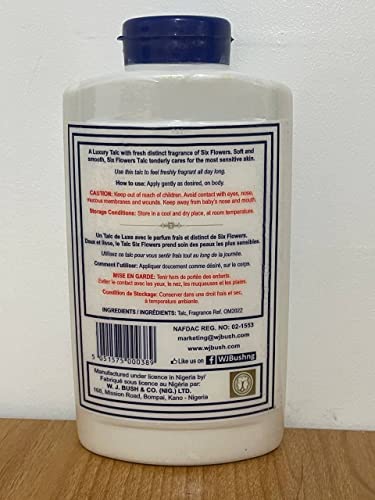 A Luxury Talc with fresh distinct fragrance of Six Flowers. Soft and
smooth, Six Flowers Talc tenderly cares for the most sensitive skin.
Use this talc to feel freshly fragrant all day long.
How to use: Apply gently as desired, on body.
CAUTION: Keep out of reach of children. Avoid contact with eyes, nose,
mucous membranes and wounds. Keep away from baby's nose and mouth.
Storage Conditions: Store in a cool and dry place, at room temperature.
Un Talc de Luxe avec le parfum frais et distinct de Six Flowers.
Doux et lisse, le Talc Six Flowers prend soin des peaux les plus sensibles.
Utilisez ce talc pour vous sentir frais tout au long de la journée.
Comment l'utiliser: Appliquer doucement comme désiré, sur le corps.
MISE EN GARDE: Tenir hors de portée des enfants.
Eviter le contact avec les yeux, le nez, les muqueuses et les plaies.
Condition de Stockage: Conserver dans une droit frais et sec,
à température ambiante.
INGREDIENTS / INGRÉDIENTS: Talc, Fragrance Ref. QM2022
NAFDAC REG. NO: 02-1553
marketing@wjbush.com
www.wjbush.com
Like us on f WJBushng
5 051575 000389
Manufactured under licence in Nigeria by/
Fabriqué sous licence au Nigéria par:
W. J. BUSH & CO. (NIG.) LTD.
168, Mission Road, Bompai, Kano - Nigeria